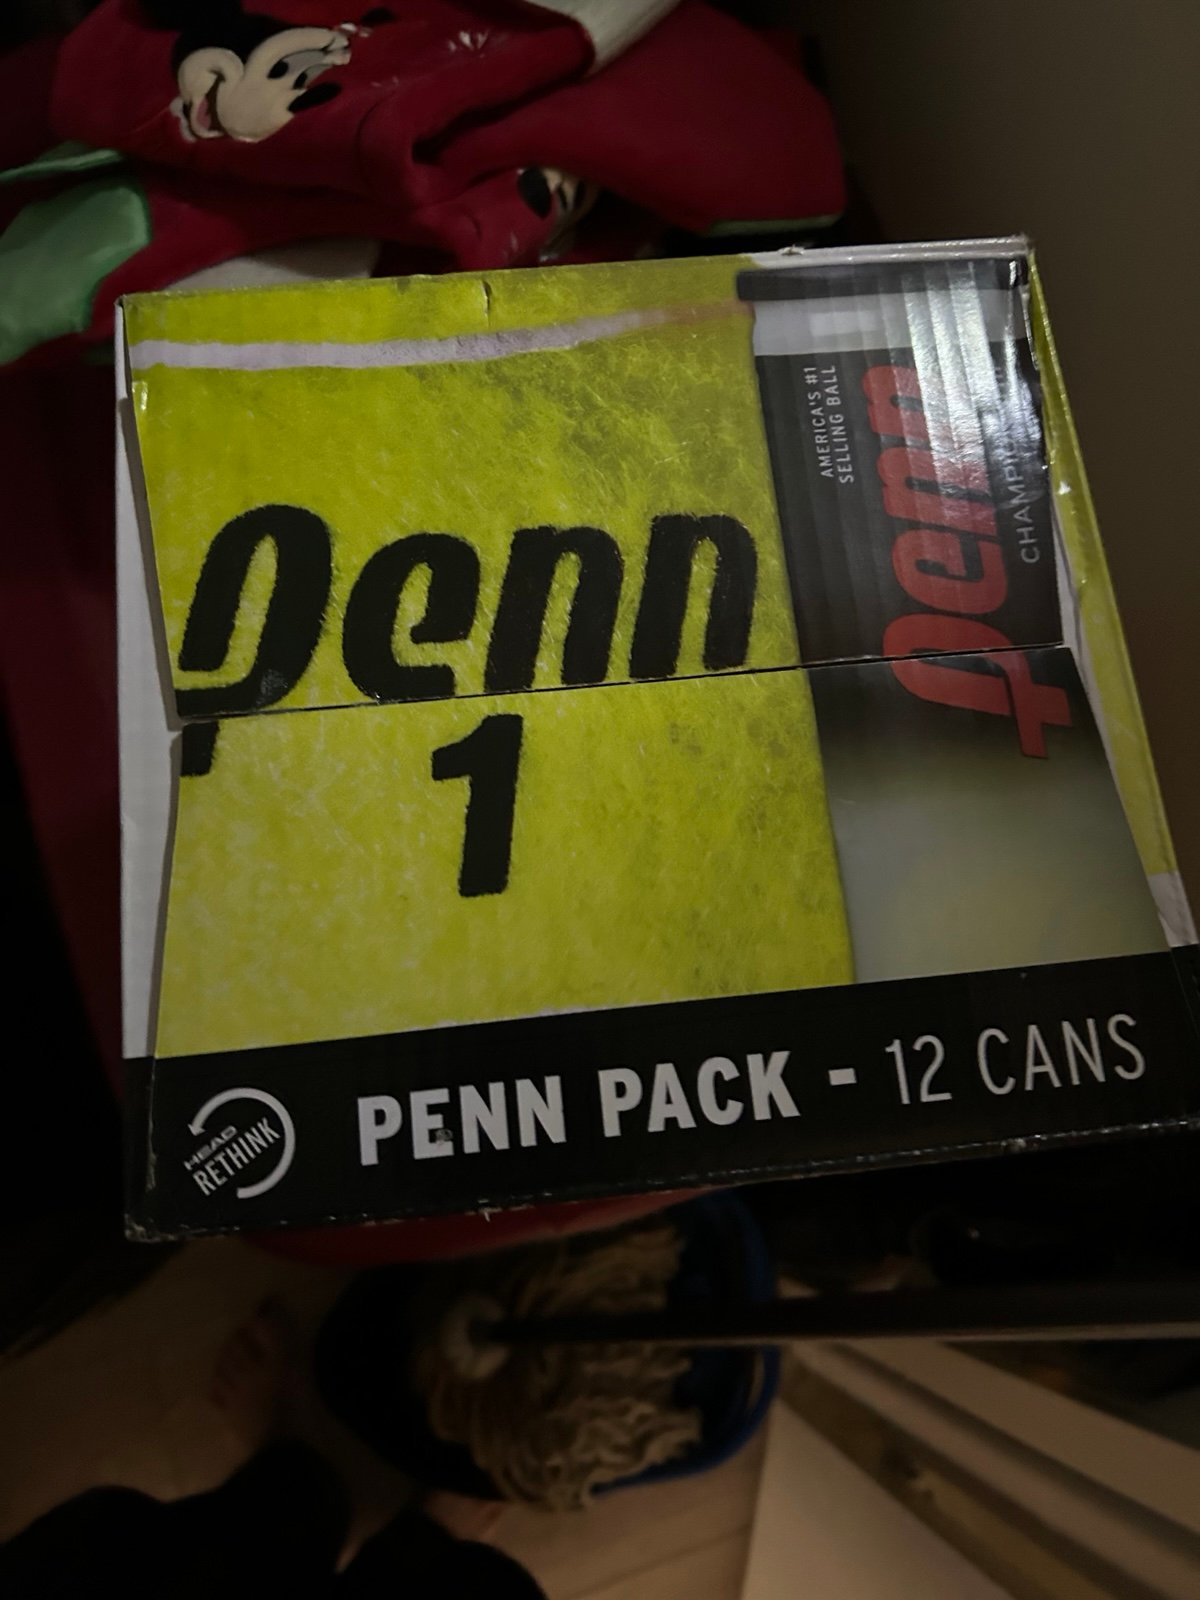 AMERICA'S #1
SELLING BALL
penn
penn
1
HEAD
RETHINK
PENN PACK - 12 CANS